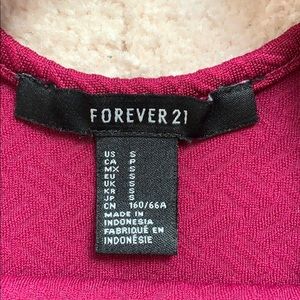 FOREVER 21
US S
CA P
MX S
EU S
UK S
KR S
JP S
CN 160/66A
MADE IN
INDONESIA
FABRIQUÉ EN
INDONÉSIE